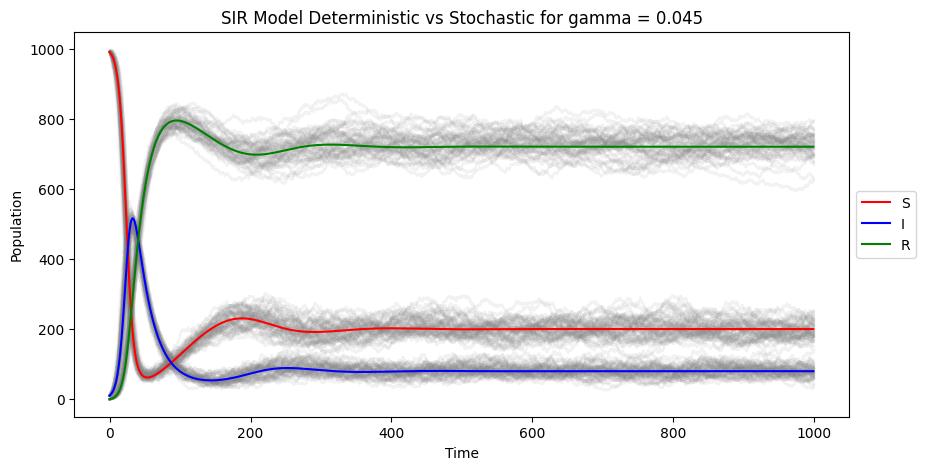 SIR Model Deterministic vs Stochastic for gamma = 0.045
Population
1000
800
600
400
200
0
0 200 400 600 800 1000
Time
S
I
R